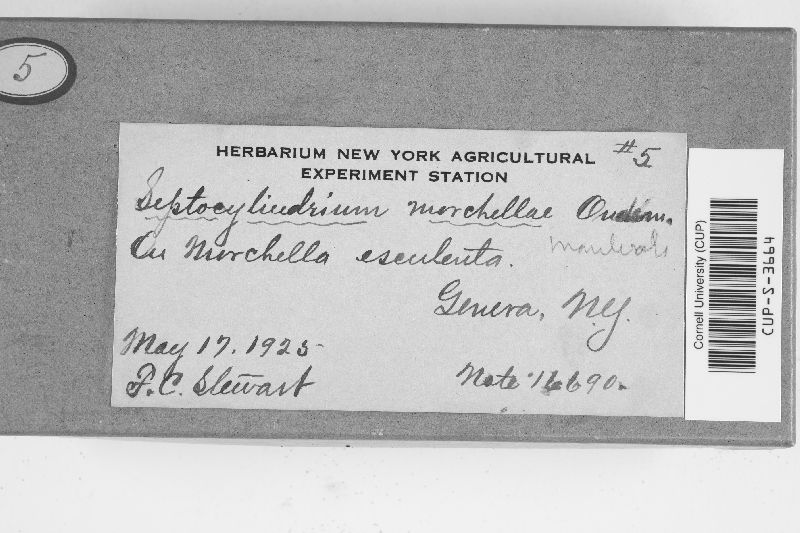 5
HERBARIUM NEW YORK AGRICULTURAL
EXPERIMENT STATION
#5
Septocylindrium morchellae Oudem.
On Morchella esculenta.
Geneva, N.Y.
May 17, 1925
F. C. Stewart
Note 16690.
Cornell University (CUP)
CUP-S-3664